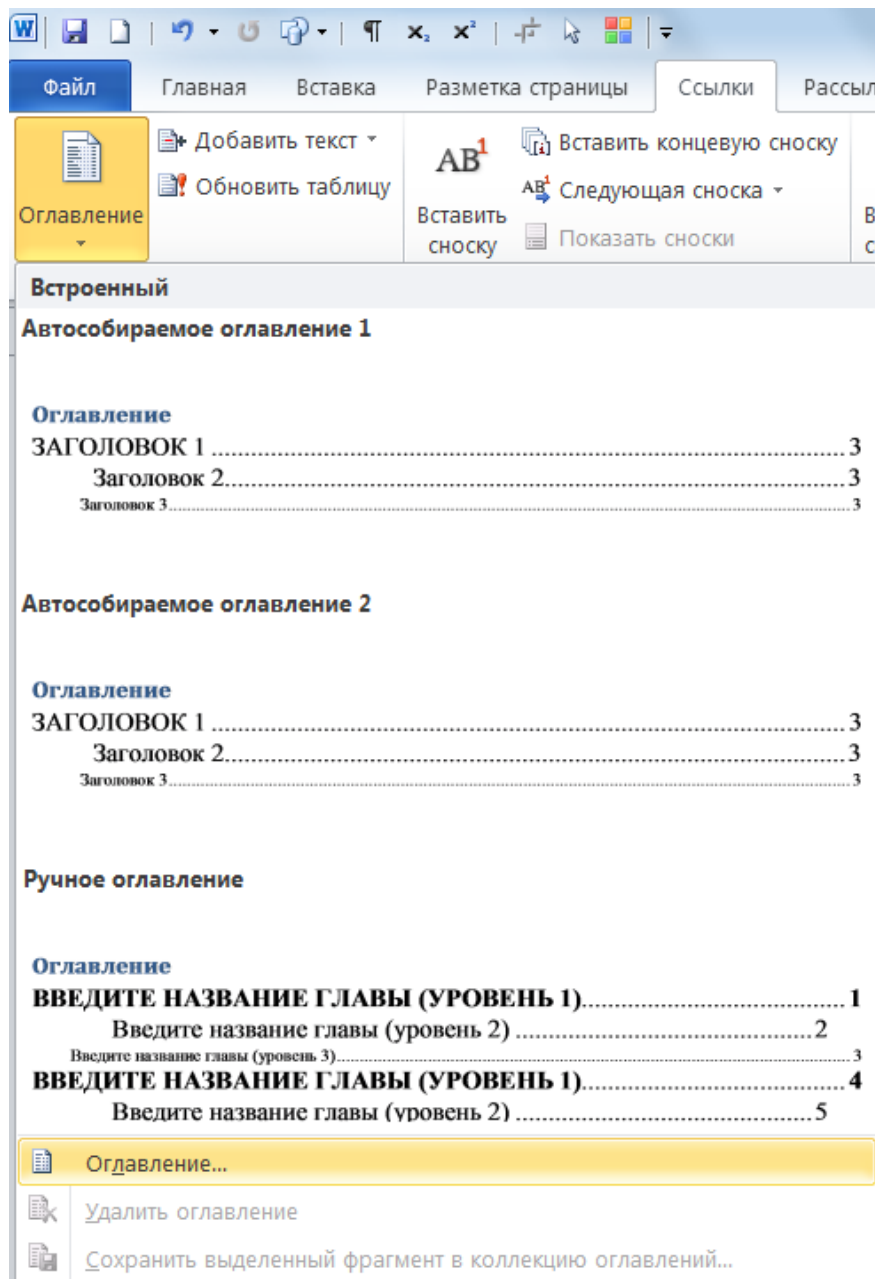 Файл Главная Вставка Разметка страницы Ссылки Рассыл
Оглавление
Добавить текст
Обновить таблицу
AB1
Вставить
сноску
Вставить концевую сноску
AB1 Следующая сноска
Показать сноски
В
с
Встроенный
Автособираемое оглавление 1
Оглавление
ЗАГОЛОВОК 1 ... 3
Заголовок 2 ... 3
Заголовок 3 ... 3
Автособираемое оглавление 2
Оглавление
ЗАГОЛОВОК 1 ... 3
Заголовок 2 ... 3
Заголовок 3 ... 3
Ручное оглавление
Оглавление
ВВЕДИТЕ НАЗВАНИЕ ГЛАВЫ (УРОВЕНЬ 1) ... 1
Введите название главы (уровень 2) ... 2
Введите название главы (уровень 3) ... 3
ВВЕДИТЕ НАЗВАНИЕ ГЛАВЫ (УРОВЕНЬ 1) ... 4
Введите название главы (уровень 2) ... 5
Оглавление...
Удалить оглавление
Сохранить выделенный фрагмент в коллекцию оглавлений...